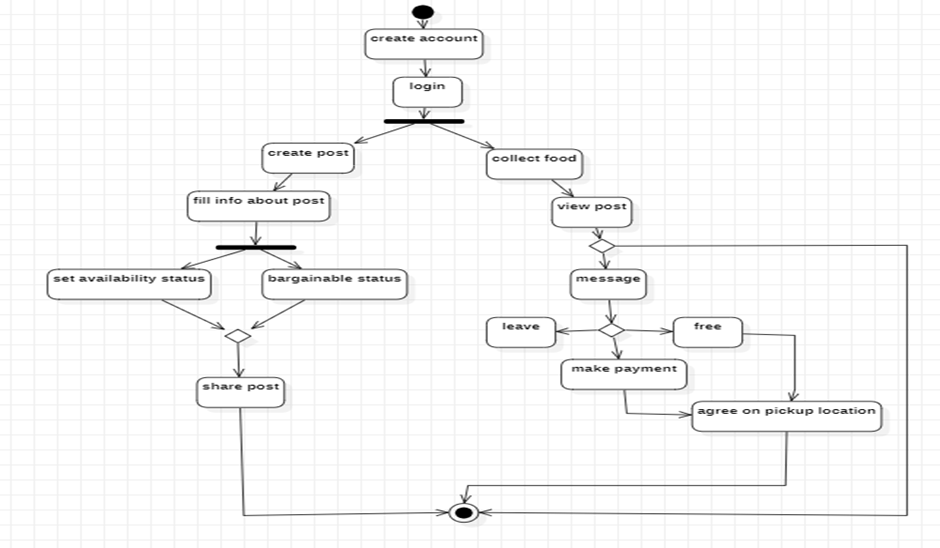 create account
login
create post
collect food
fill info about post
view post
set availability status
bargainable status
message
leave
free
make payment
share post
agree on pickup location